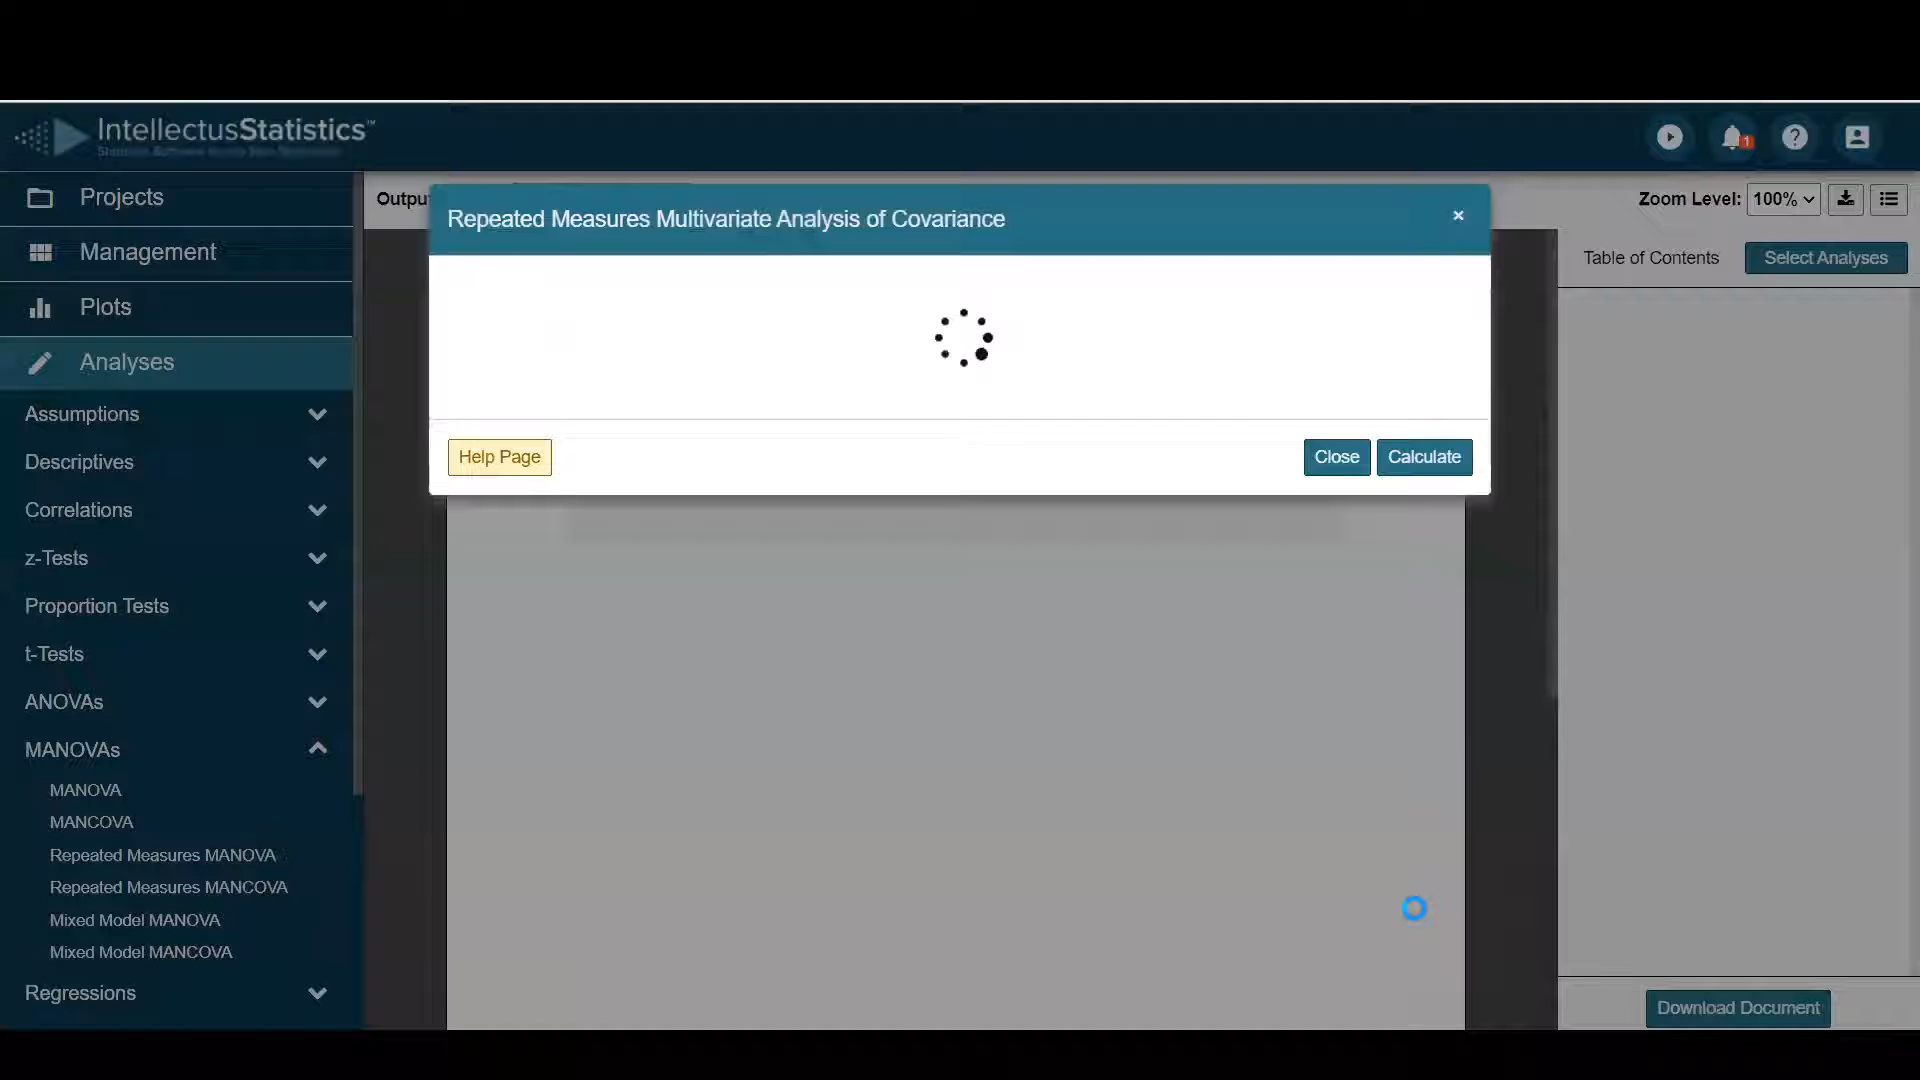 IntellectusStatistics™
Projects
Management
Plots
Analyses
Assumptions
Descriptives
Correlations
z-Tests
Proportion Tests
t-Tests
ANOVAs
MANOVAs
MANOVA
MANCOVA
Repeated Measures MANOVA
Repeated Measures MANCOVA
Mixed Model MANOVA
Mixed Model MANCOVA
Regressions
Outpu
Repeated Measures Multivariate Analysis of Covariance
×
Help Page
Close
Calculate
1
Zoom Level: 100%
Table of Contents
Select Analyses
Download Document